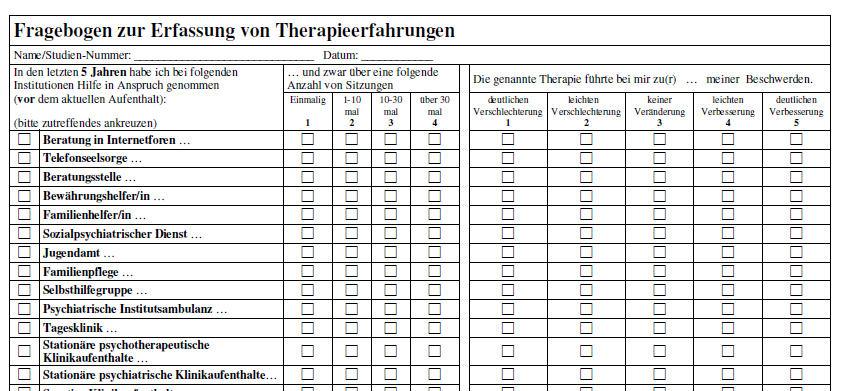 Fragebogen zur Erfassung von Therapieerfahrungen
Name/Studien-Nummer: ______________________________ Datum: ____________
In den letzten 5 Jahren habe ich bei folgenden
Institutionen Hilfe in Anspruch genommen
(vor dem aktuellen Aufenthalt):
(bitte zutreffendes ankreuzen)
… und zwar über eine folgende
Anzahl von Sitzungen
Einmalig
1
1-10
mal
2
10-30
mal
3
über 30
mal
4
Die genannte Therapie führte bei mir zu(r) … meiner Beschwerden.
deutlichen
Verschlechterung
1
leichten
Verschlechterung
2
keiner
Veränderung
3
leichten
Verbesserung
4
deutlichen
Verbesserung
5
Beratung in Internetforen …
Telefonseelsorge …
Beratungsstelle …
Bewährungshelfer/in …
Familienhelfer/in …
Sozialpsychiatrischer Dienst …
Jugendamt …
Familienpflege …
Selbsthilfegruppe …
Psychiatrische Institutsambulanz …
Tagesklinik …
Stationäre psychotherapeutische
Klinikaufenthalte …
Stationäre psychiatrische Klinikaufenthalte…